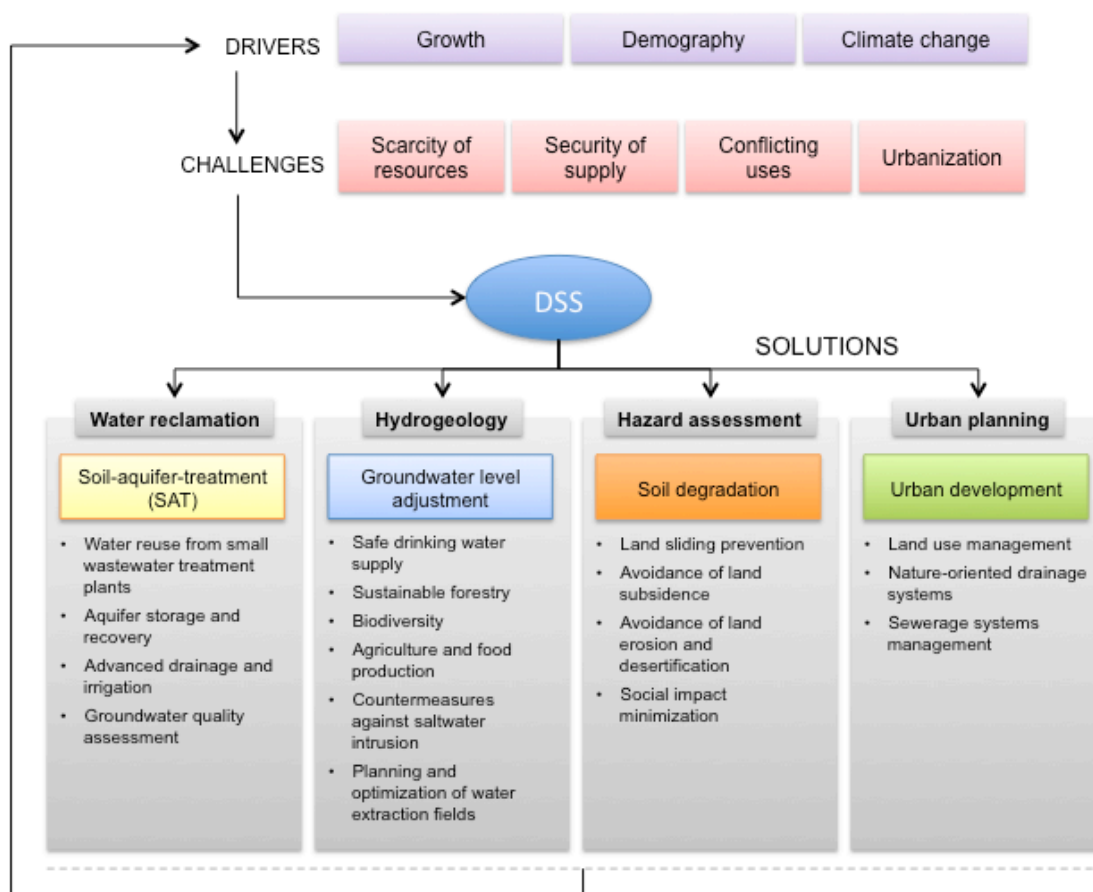 DRIVERS
Growth
Demography
Climate change
CHALLENGES
Scarcity of
resources
Security of
supply
Conflicting
uses
Urbanization
DSS
SOLUTIONS
Water reclamation
Soil-aquifer-treatment
(SAT)
• Water reuse from small
wastewater treatment
plants
• Aquifer storage and
recovery
• Advanced drainage and
irrigation
• Groundwater quality
assessment
Hydrogeology
Groundwater level
adjustment
• Safe drinking water
supply
• Sustainable forestry
• Biodiversity
• Agriculture and food
production
• Countermeasures
against saltwater
intrusion
• Planning and
optimization of water
extraction fields
Hazard assessment
Soil degradation
• Land sliding prevention
• Avoidance of land
subsidence
• Avoidance of land
erosion and
desertification
• Social impact
minimization
Urban planning
Urban development
• Land use management
• Nature-oriented drainage
systems
• Sewerage systems
management